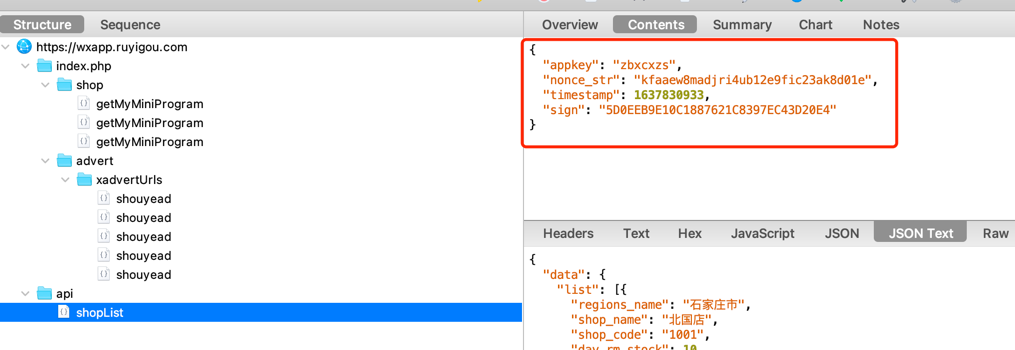 Structure
Sequence
https://wxapp.ruyigou.com
index.php
shop
getMyMiniProgram
getMyMiniProgram
getMyMiniProgram
advert
xadvertUrls
shouyead
shouyead
shouyead
shouyead
shouyead
api
shopList
Overview
Contents
Summary
Chart
Notes
{
"appkey": "zbxcxzs",
"nonce_str": "kfaaew8madjri4ub12e9fic23ak8d01e",
"timestamp": 1637830933,
"sign": "5D0EEB9E10C1887621C8397EC43D20E4"
}
Headers
Text
Hex
JavaScript
JSON
JSON Text
Raw
{
"data": {
"list": [{
"regions_name": "石家庄市",
"shop_name": "北国店",
"shop_code": "1001",
"day_rm_stock": 10,